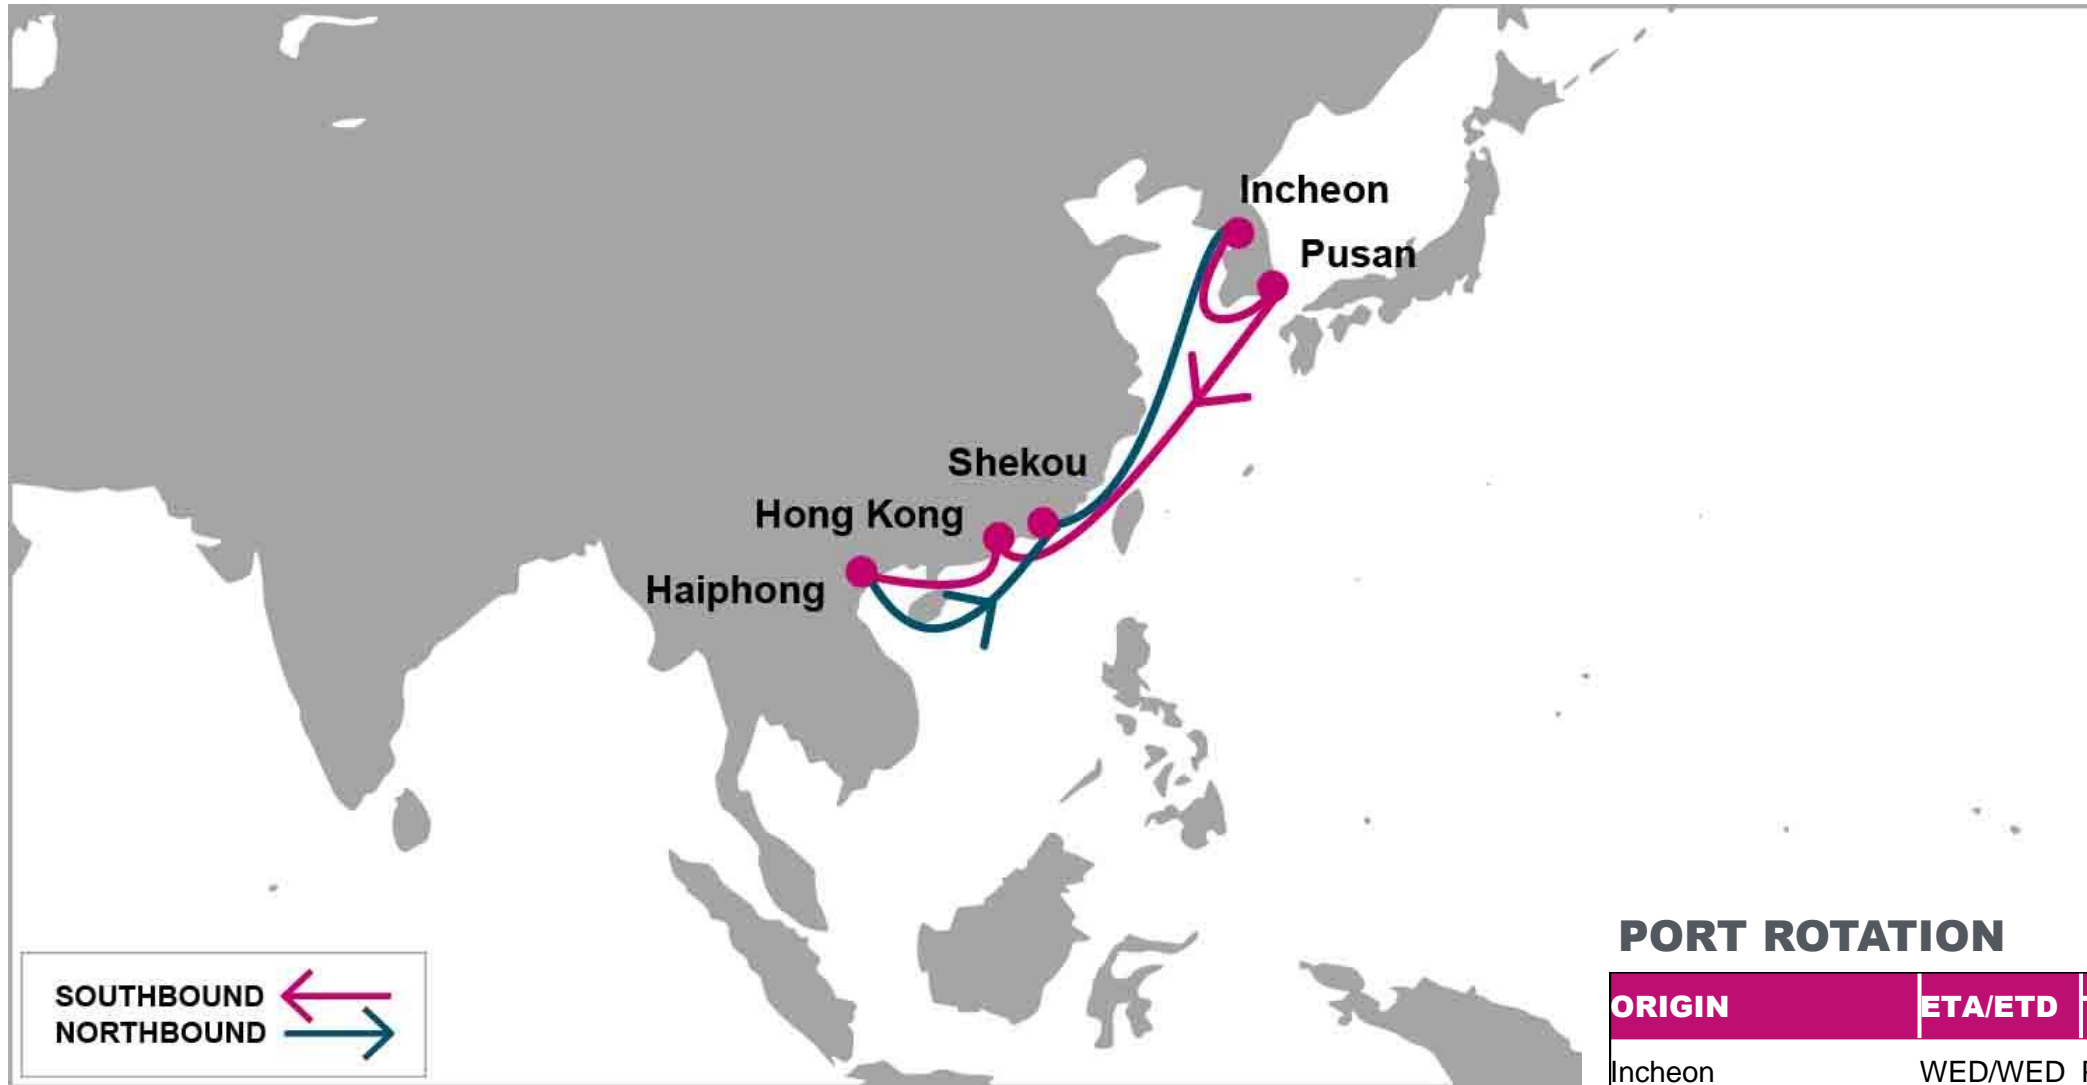 Incheon
Pusan
Shekou
Hong Kong
Haiphong
SOUTHBOUND
NORTHBOUND
PORT ROTATION
ORIGIN ETA/ETD
Incheon WED/WED